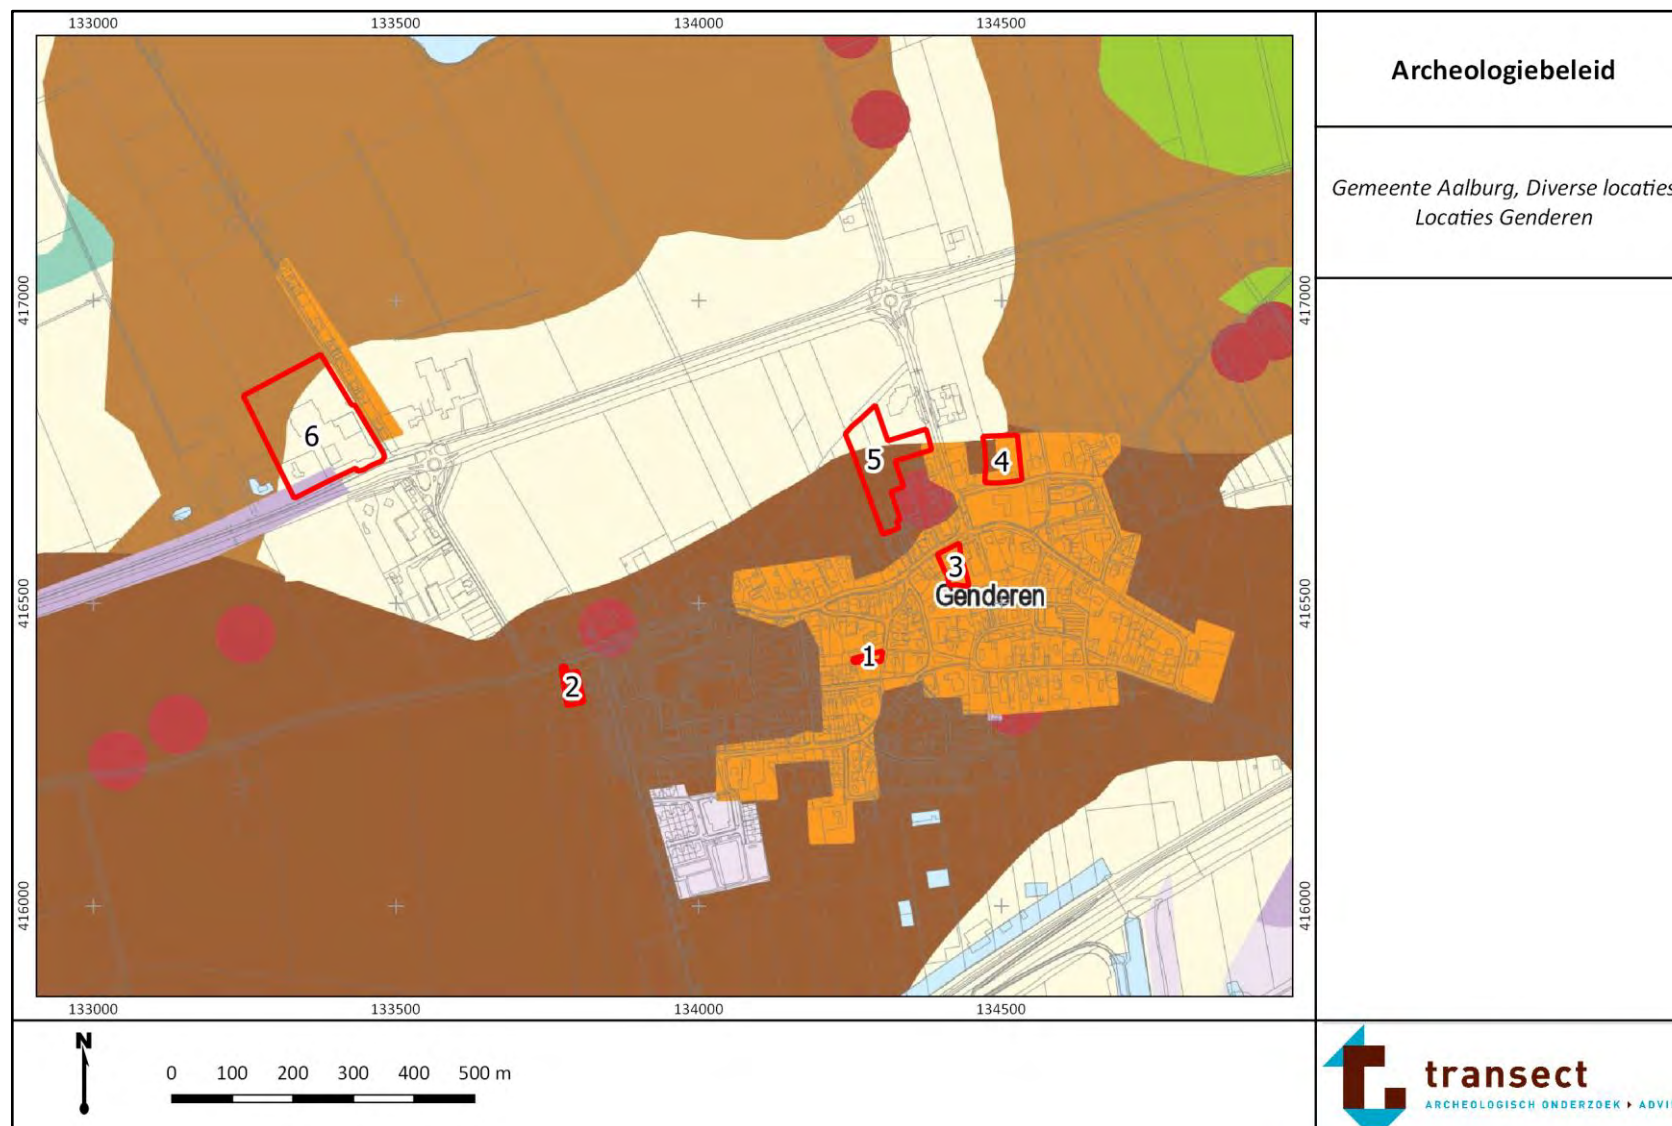 133000 133500 134000 134500
Archeologiebeleid
Gemeente Aalburg, Diverse locaties
Locaties Genderen
417000 417000
6
5
4
3
Genderen
416500 416500
1
2
416000 416000
133000 133500 134000 134500
N
0 100 200 300 400 500 m
transect
ARCHEOLOGISCH ONDERZOEK ▸ ADVI